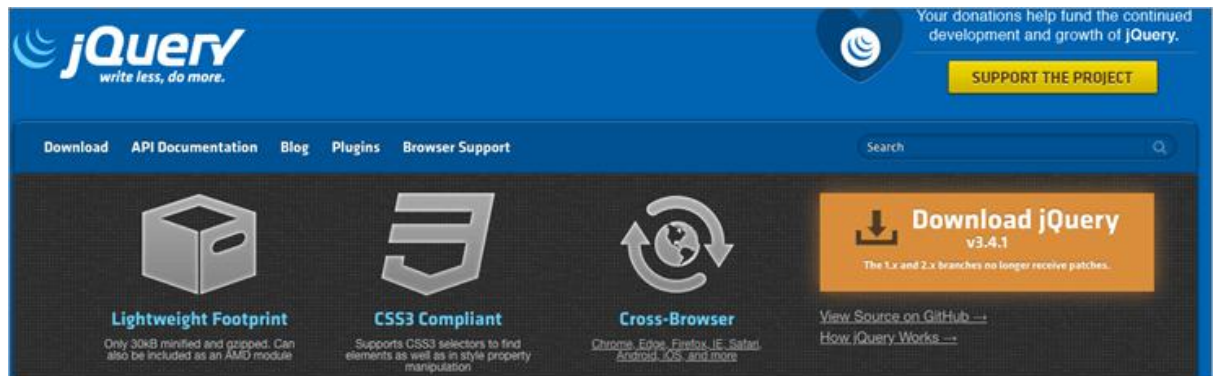 Your donations help fund the continued
development and growth of jQuery.
SUPPORT THE PROJECT
jQuery
write less, do more.
Download API Documentation Blog Plugins Browser Support Search
Lightweight Footprint
Only 30kB minified and gzipped. Can
also be included as an AMD module
CSS3 Compliant
Supports CSS3 selectors to find
elements as well as in style property
manipulation
Cross-Browser
Chrome, Edge, Firefox, IE, Safari,
Android, iOS, and more
Download jQuery
v3.4.1
The 1.x and 2.x branches no longer receive patches.
View Source on GitHub →
How jQuery Works →